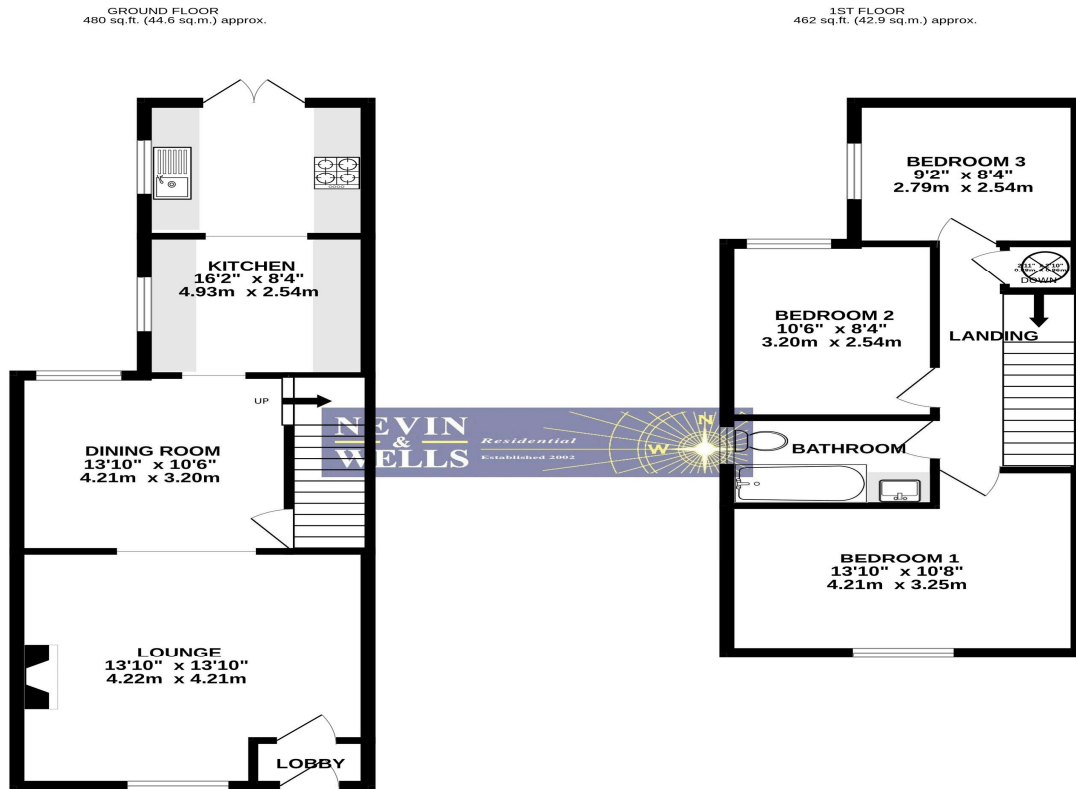 GROUND FLOOR
480 sq.ft. (44.6 sq.m.) approx.
1ST FLOOR
462 sq.ft. (42.9 sq.m.) approx.
KITCHEN
16'2" x 8'4"
4.93m x 2.54m
UP
DINING ROOM
13'10" x 10'6"
4.21m x 3.20m
LOUNGE
13'10" x 13'10"
4.22m x 4.21m
LOBBY
NEVIN
&
WELLS
Residential
Established 2002
N
W
BEDROOM 3
9'2" x 8'4"
2.79m x 2.54m
DOWN
BEDROOM 2
10'6" x 8'4"
3.20m x 2.54m
LANDING
BATHROOM
BEDROOM 1
13'10" x 10'8"
4.21m x 3.25m